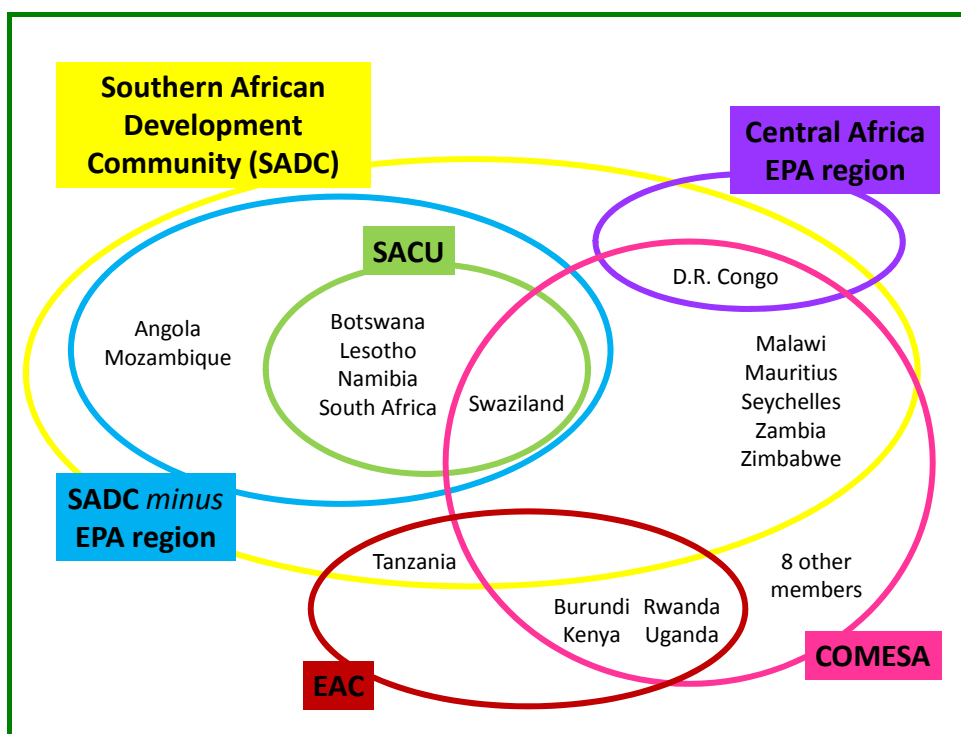 Southern African
Development
Community (SADC)
Central Africa
EPA region
SACU
D.R. Congo
Angola
Mozambique
Botswana
Lesotho
Namibia
South Africa
Swaziland
Malawi
Mauritius
Seychelles
Zambia
Zimbabwe
SADC minus
EPA region
Tanzania
8 other
members
Burundi Rwanda
Kenya Uganda
COMESA
EAC